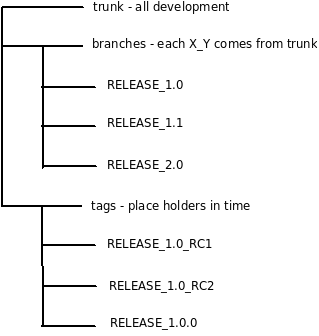 trunk - all development
branches - each X_Y comes from trunk
RELEASE_1.0
RELEASE_1.1
RELEASE_2.0
tags - place holders in time
RELEASE_1.0_RC1
RELEASE_1.0_RC2
RELEASE_1.0.0